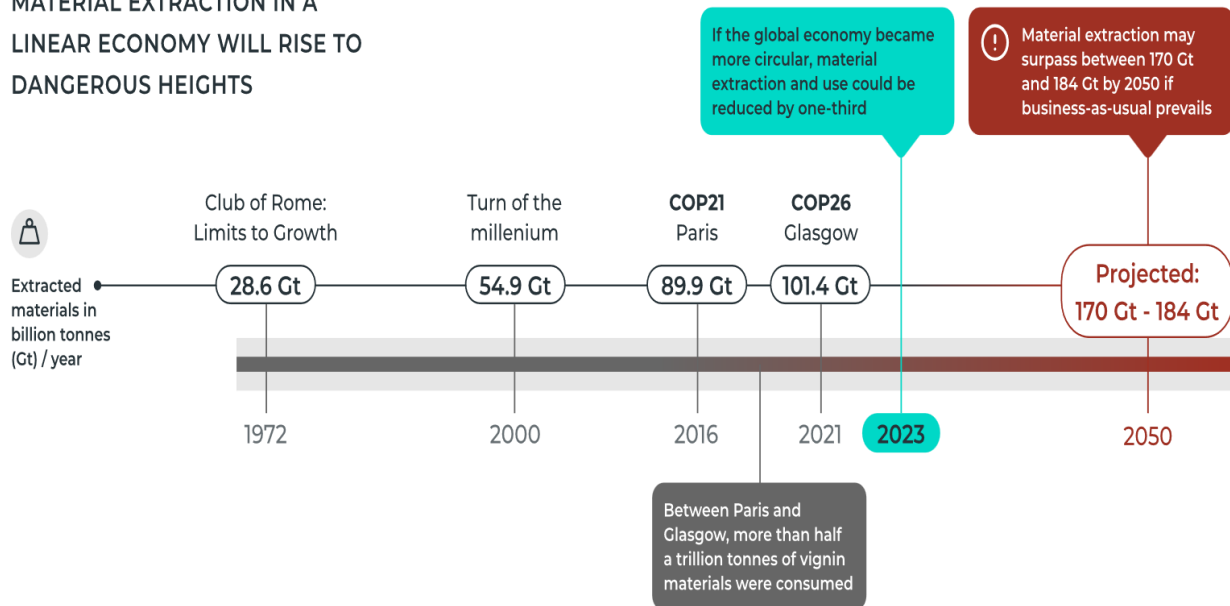 MATERIAL EXTRACTION IN A
LINEAR ECONOMY WILL RISE TO
DANGEROUS HEIGHTS
If the global economy became
more circular, material
extraction and use could be
reduced by one-third
Material extraction may
surpass between 170 Gt
and 184 Gt by 2050 if
business-as-usual prevails
Club of Rome:
Limits to Growth
Turn of the
millenium
COP21
Paris
COP26
Glasgow
Extracted
materials in
billion tonnes
(Gt) / year
28.6 Gt
54.9 Gt
89.9 Gt
101.4 Gt
Projected:
170 Gt - 184 Gt
1972
2000
2016
2021
2023
2050
Between Paris and
Glasgow, more than half
a trillion tonnes of vignin
materials were consumed